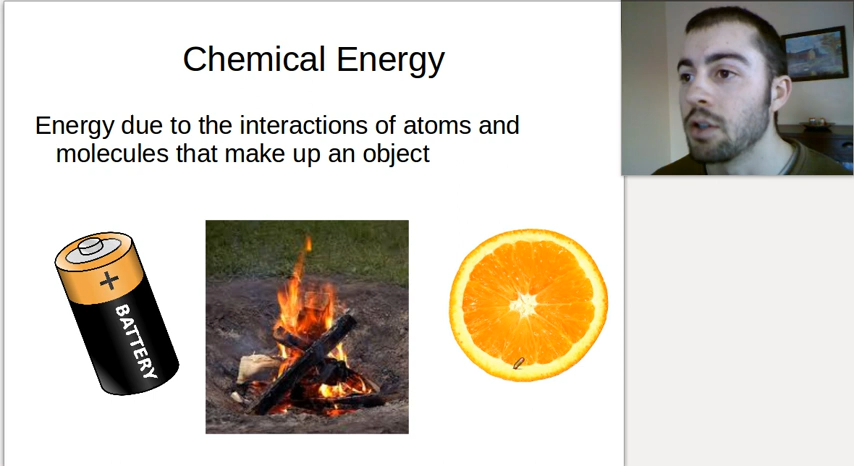 Chemical Energy
Energy due to the interactions of atoms and
molecules that make up an object
+
BATTERY